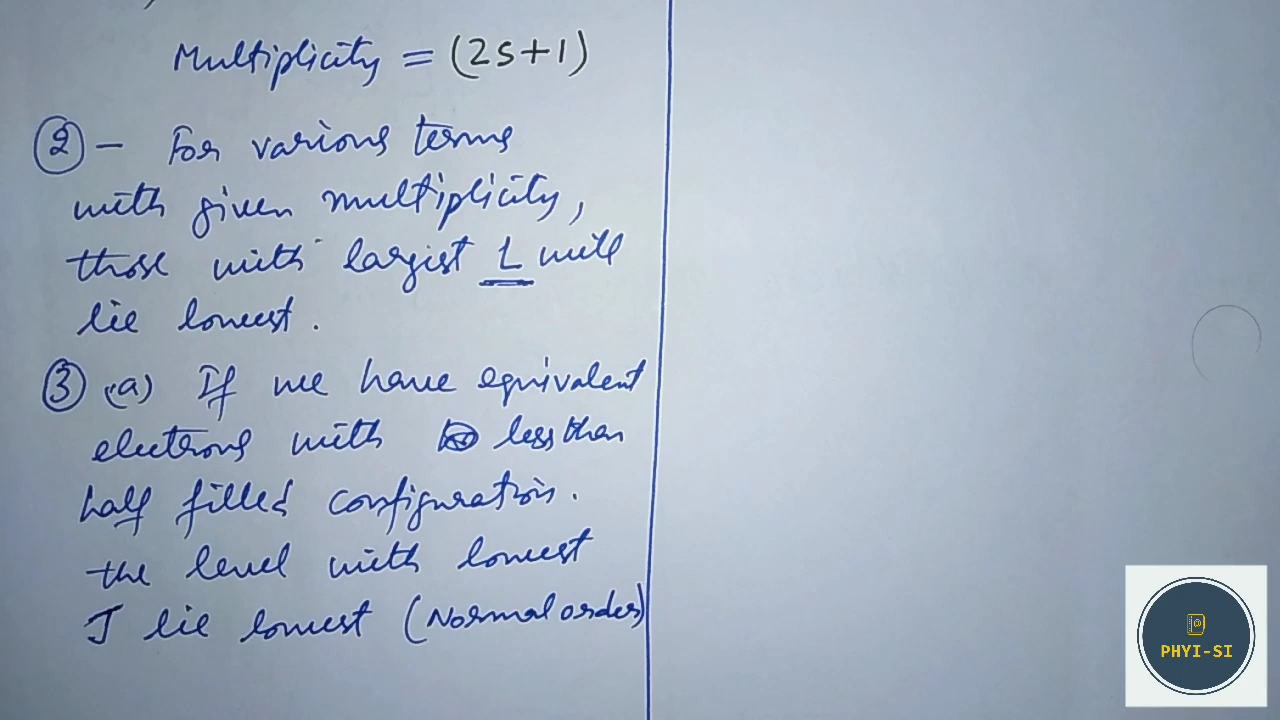 Multiplicity = (2S+1)
② - For various terms
with given multiplicity,
those with largest L will
lie lowest.
③ (a) If we have equivalent
electrons with less than
half filled configuration.
the level with lowest
J lie lowest (Normal order)
PHYI-SI